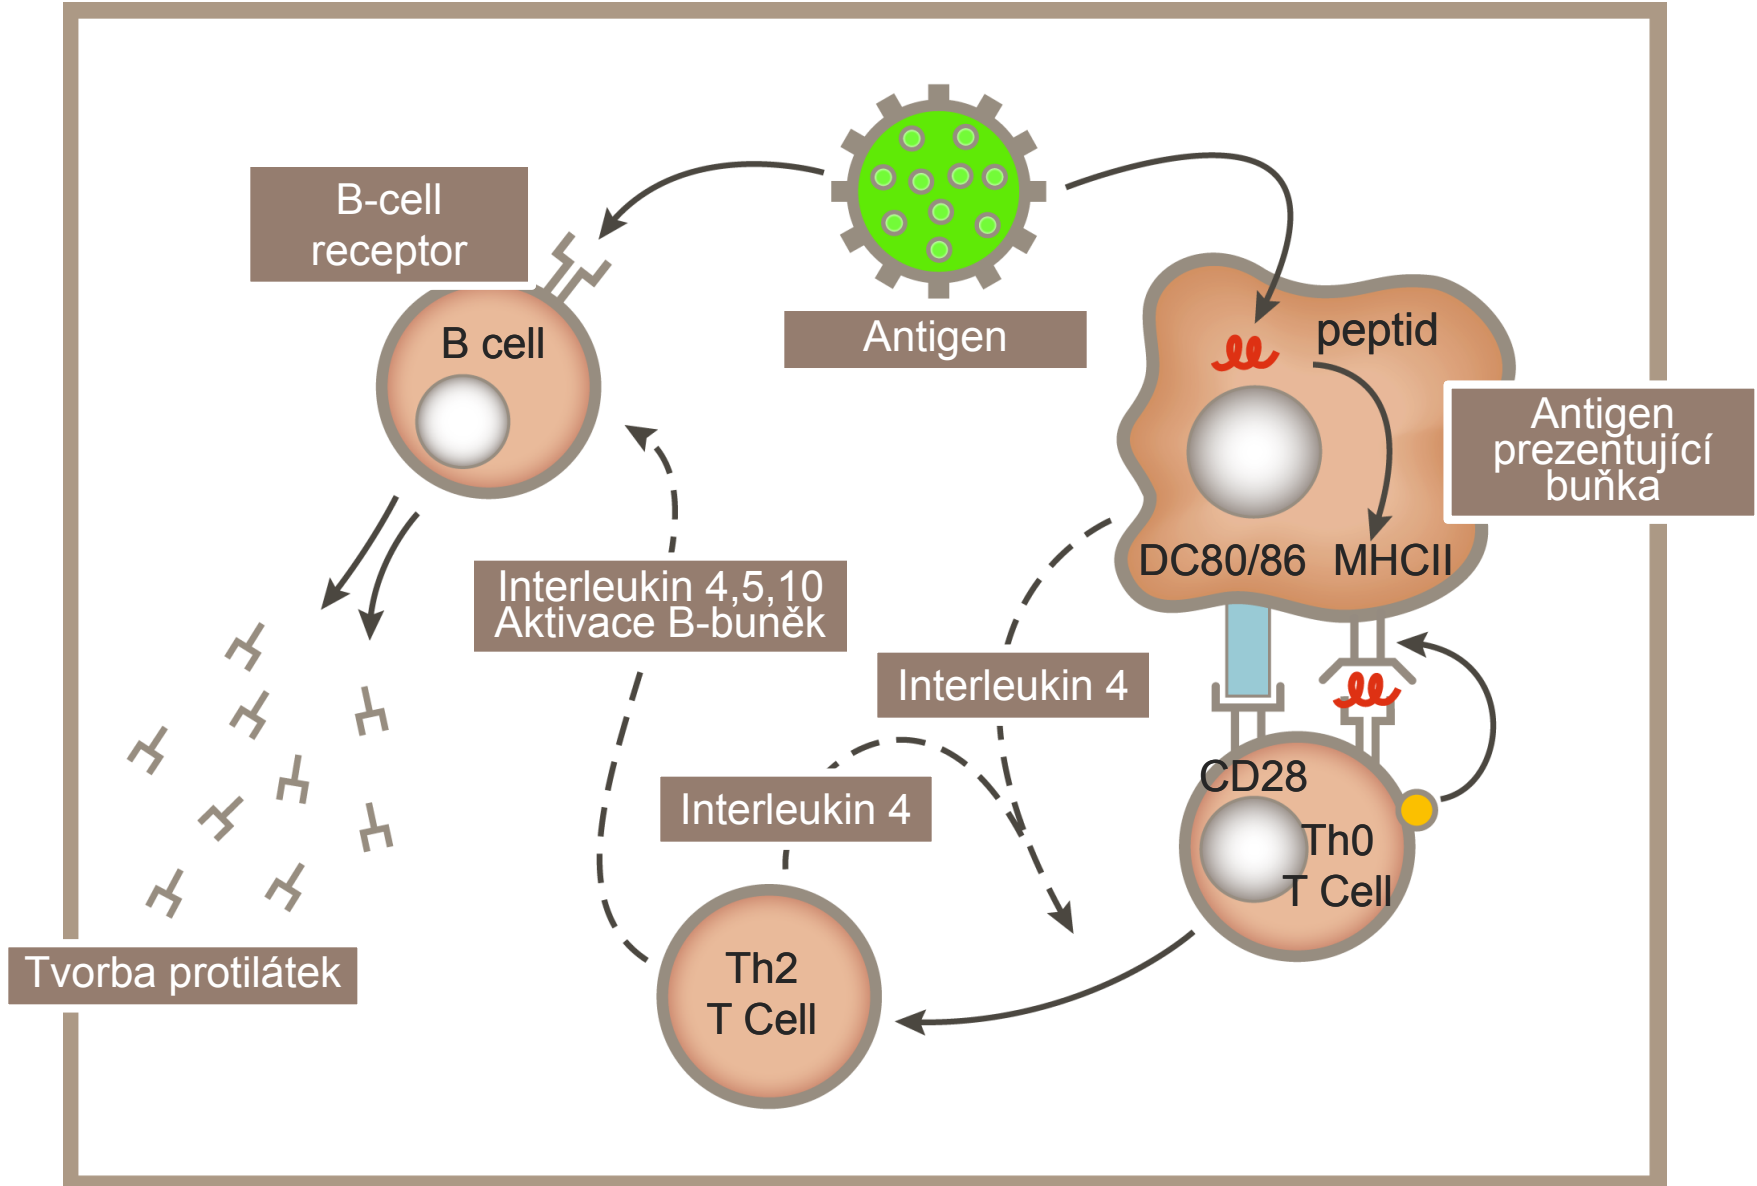 B-cell
receptor
B cell
Antigen
peptid
Antigen
prezentující
buňka
DC80/86
MHCII
Interleukin 4,5,10
Aktivace B-buněk
Interleukin 4
CD28
Interleukin 4
Th0
T Cell
Tvorba protilátek
Th2
T Cell